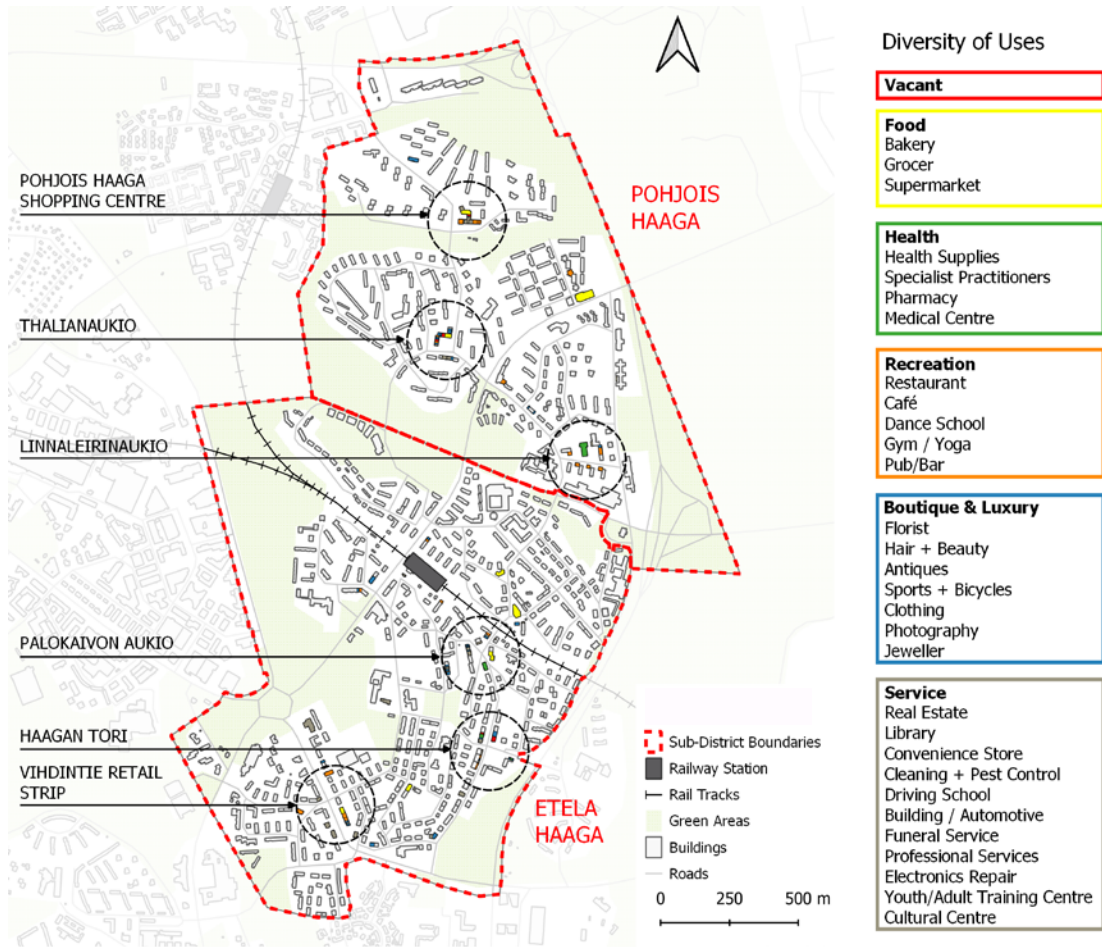 POHJOIS HAAGA
SHOPPING CENTRE
THALIANAUKIO
LINNALEIRINAUKIO
PALOKAIVON AUKIO
HAAGAN TORI
VIHDINTIE RETAIL
STRIP
POHJOIS
HAAGA
ETELA
HAAGA
Sub-District Boundaries
Railway Station
Rail Tracks
Green Areas
Buildings
Roads
0 250 500 m
Diversity of Uses
Vacant
Food
Bakery
Grocer
Supermarket
Health
Health Supplies
Specialist Practitioners
Pharmacy
Medical Centre
Recreation
Restaurant
Café
Dance School
Gym / Yoga
Pub/Bar
Boutique & Luxury
Florist
Hair + Beauty
Antiques
Sports + Bicycles
Clothing
Photography
Jeweller
Service
Real Estate
Library
Convenience Store
Cleaning + Pest Control
Driving School
Building / Automotive
Funeral Service
Professional Services
Electronics Repair
Youth/Adult Training Centre
Cultural Centre